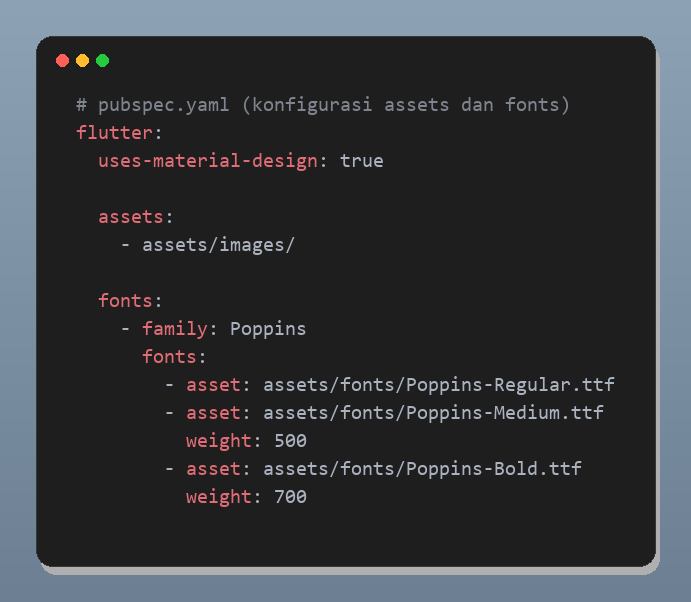 # pubspec.yaml (konfigurasi assets dan fonts)
flutter:
  uses-material-design: true

  assets:
    - assets/images/

  fonts:
    - family: Poppins
      fonts:
        - asset: assets/fonts/Poppins-Regular.ttf
        - asset: assets/fonts/Poppins-Medium.ttf
          weight: 500
        - asset: assets/fonts/Poppins-Bold.ttf
          weight: 700